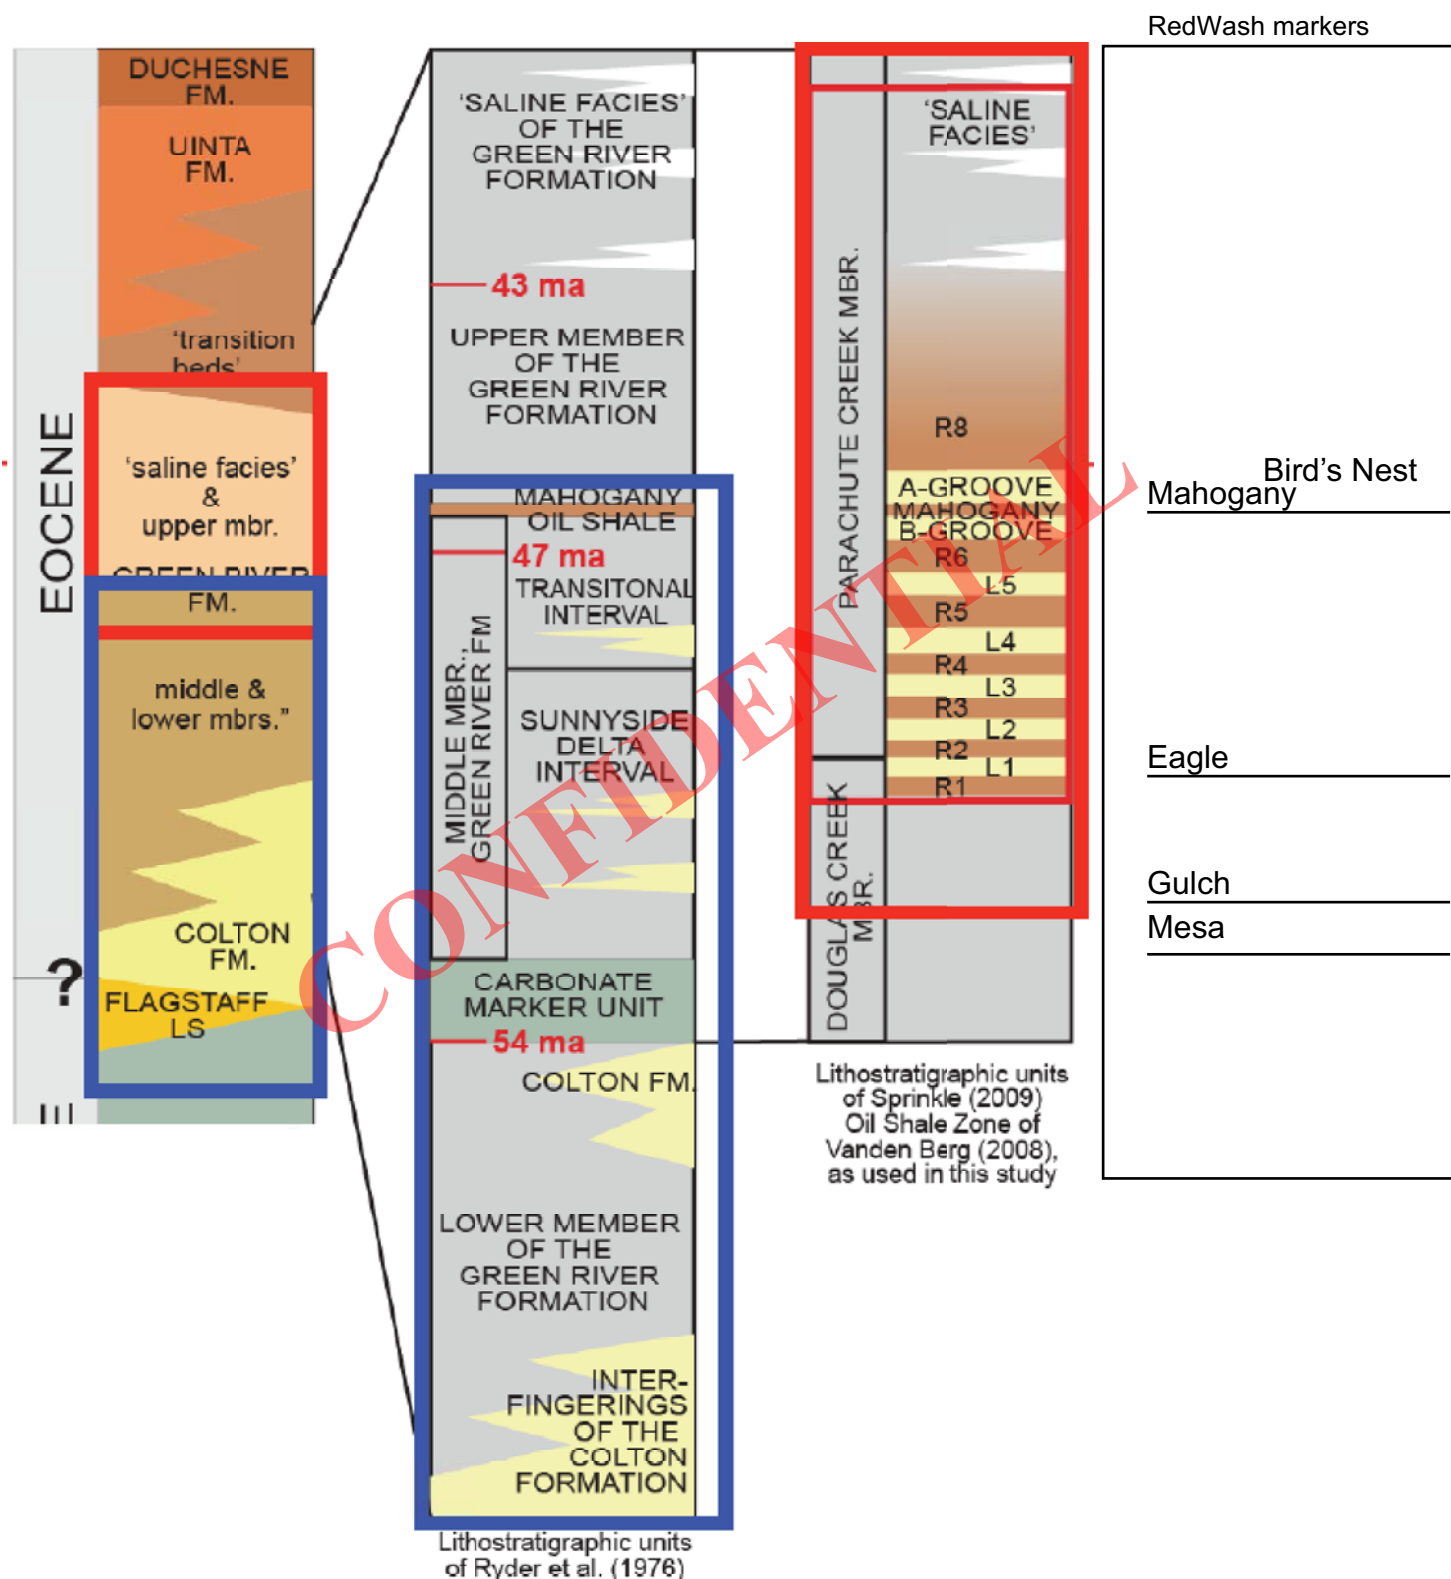 RedWash markers
DUCHESNE
FM.
UINTA
FM.
'transition
beds'
EOCENE
'saline facies'
&
upper mbr.
GREEN RIVER
FM.
middle &
lower mbrs."
COLTON
FM.
?
FLAGSTAFF
LS
'SALINE FACIES'
OF THE
GREEN RIVER
FORMATION
43 ma
UPPER MEMBER
OF THE
GREEN RIVER
FORMATION
MAHOGANY
OIL SHALE
47 ma
TRANSITONAL
INTERVAL
MIDDLE MBR.,
GREEN RIVER FM
SUNNYSIDE
DELTA
INTERVAL
CARBONATE
MARKER UNIT
54 ma
COLTON FM.
LOWER MEMBER
OF THE
GREEN RIVER
FORMATION
INTER-
FINGERINGS
OF THE
COLTON
FORMATION
Lithostratigraphic units
of Ryder et al. (1976)
'SALINE
FACIES'
PARACHUTE CREEK MBR.
R8
A-GROOVE
MAHOGANY
B-GROOVE
R6
L5
R5
L4
R4
L3
R3
L2
R2
L1
R1
DOUGLAS CREEK
MBR.
Lithostratigraphic units
of Sprinkle (2009)
Oil Shale Zone of
Vanden Berg (2008),
as used in this study
Bird's Nest
Mahogany
Eagle
Gulch
Mesa
CONFIDENTIAL